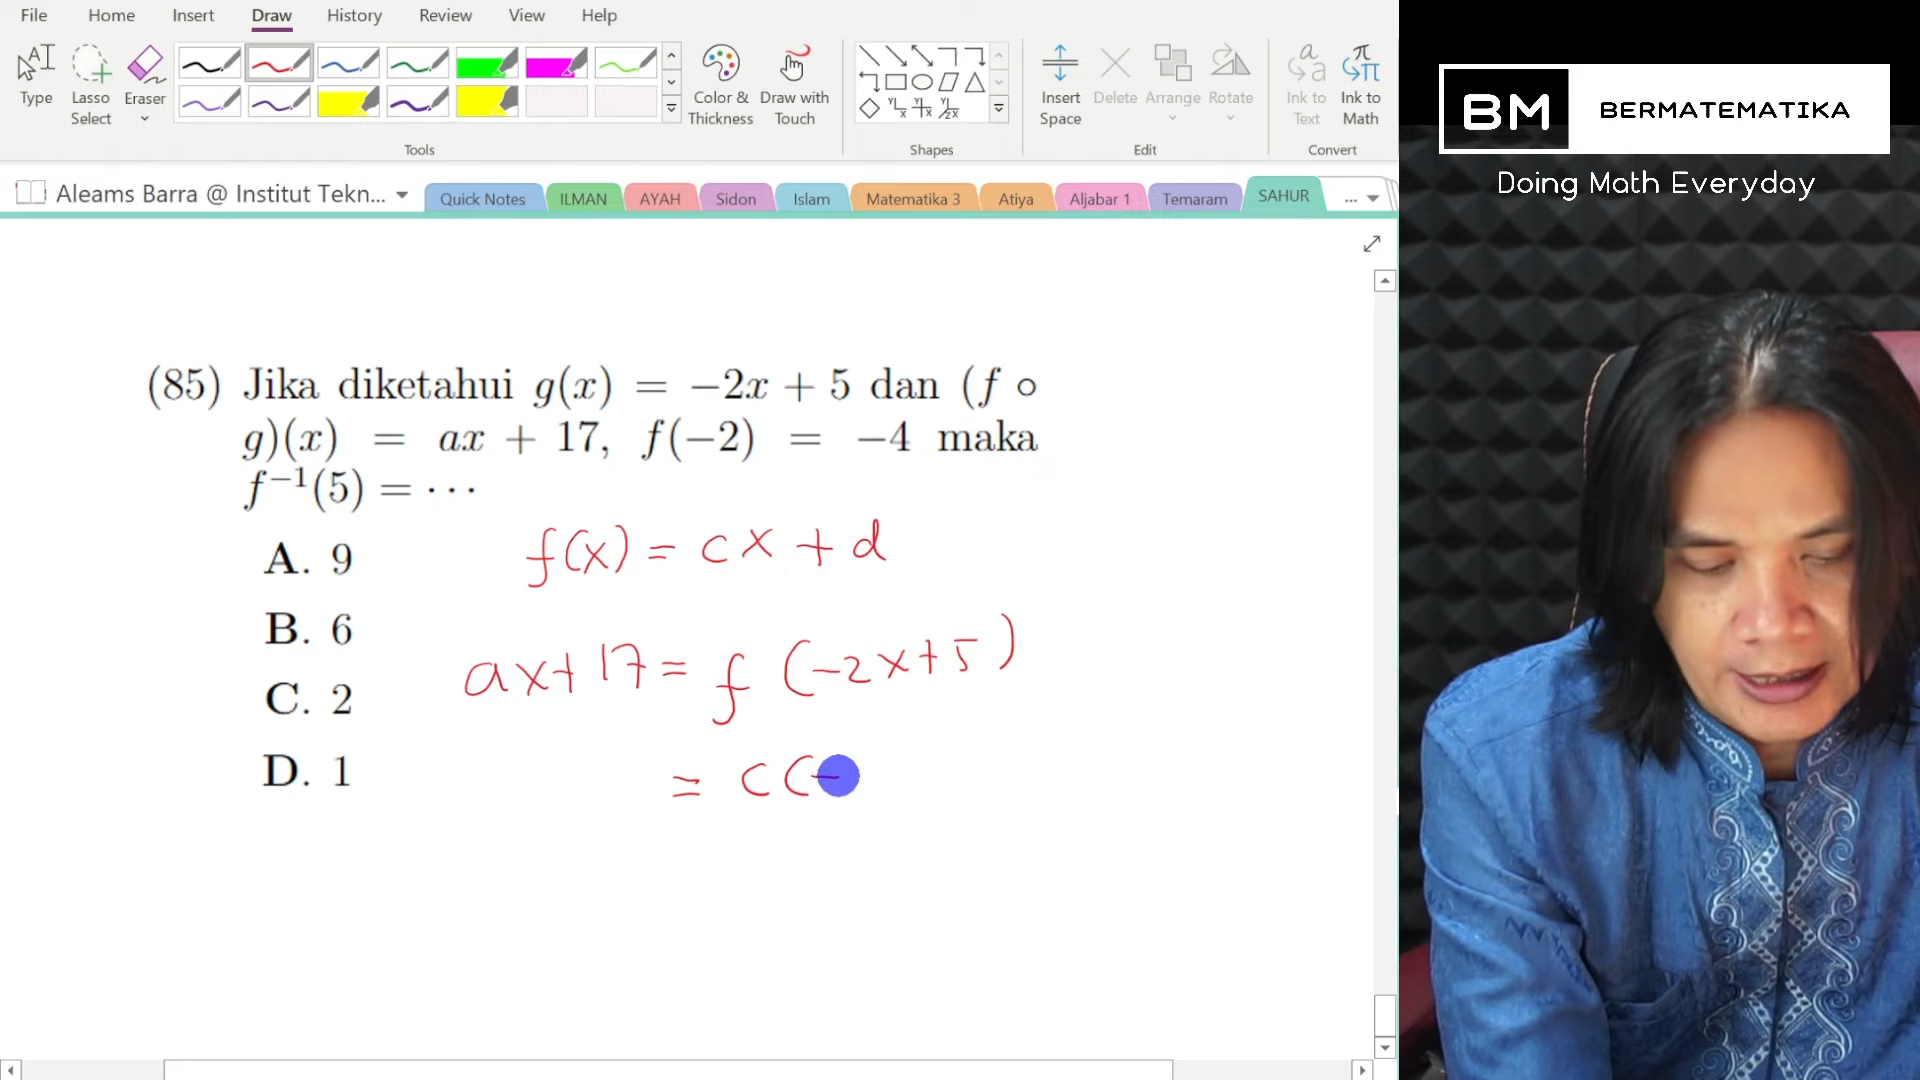 File Home Insert Draw History Review View Help
Type
Lasso Select
Eraser
Color & Thickness
Draw with Touch
Insert Space
Delete
Arrange
Rotate
Ink to Text
Ink to Math
Tools Shapes Edit Convert
Aleams Barra @ Institut Tekn... Quick Notes ILMAN AYAH Sidon Islam Matematika 3 Atiya Aljabar 1 Temaram SAHUR ...
BM BERMATEMATIKA
Doing Math Everyday
(85) Jika diketahui g(x) = −2x + 5 dan (f ∘
g)(x) = ax + 17, f(−2) = −4 maka
f⁻¹(5) = ⋯
A. 9
B. 6
C. 2
D. 1
f(x) = cx + d
ax+17 = f (-2x+5)
= c(-